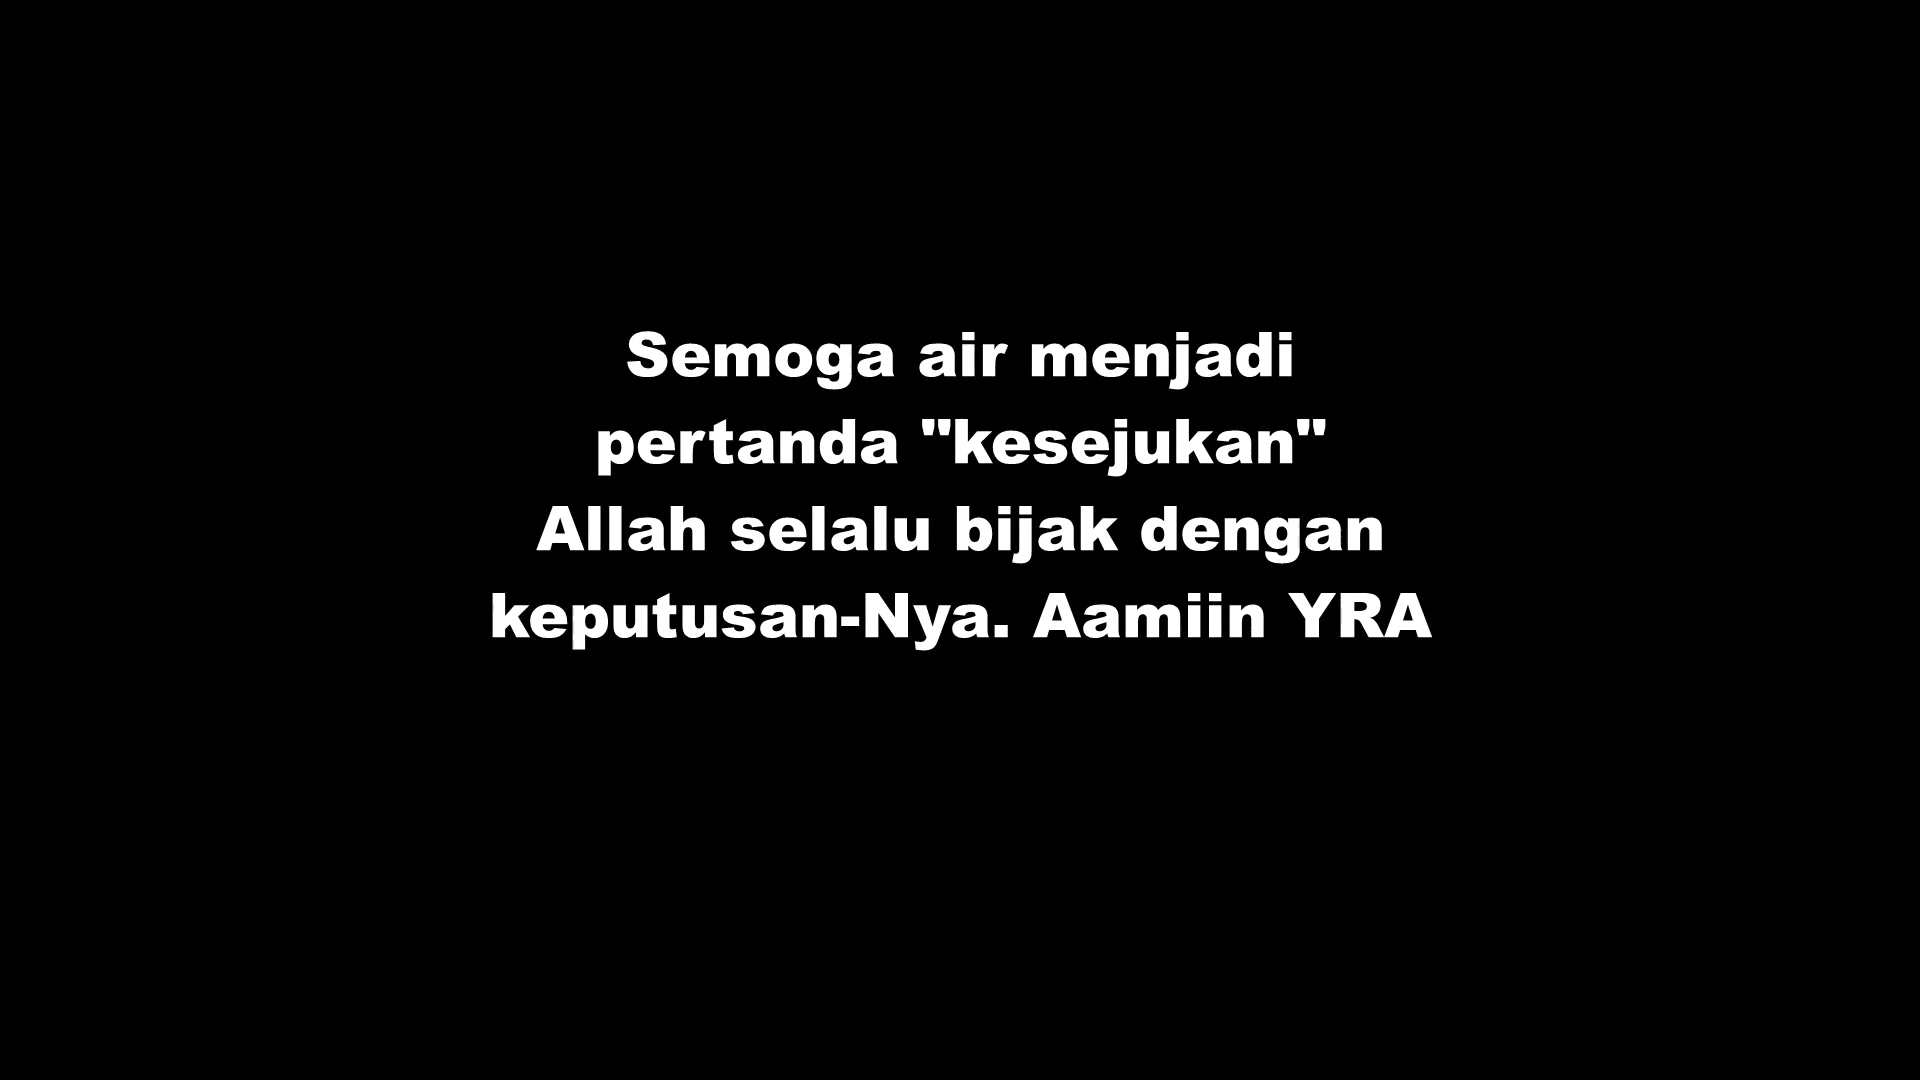 Semoga air menjadi
pertanda "kesejukan"
Allah selalu bijak dengan
keputusan-Nya. Aamiin YRA